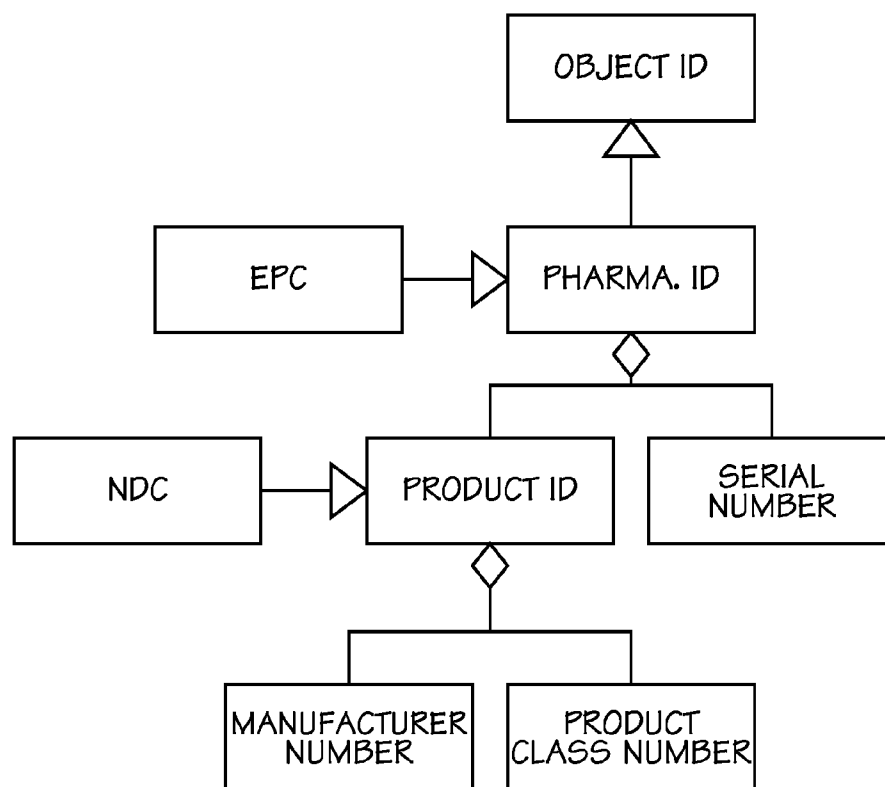 OBJECT ID
EPC
PHARMA. ID
NDC
PRODUCT ID
SERIAL
NUMBER
MANUFACTURER
NUMBER
PRODUCT
CLASS NUMBER